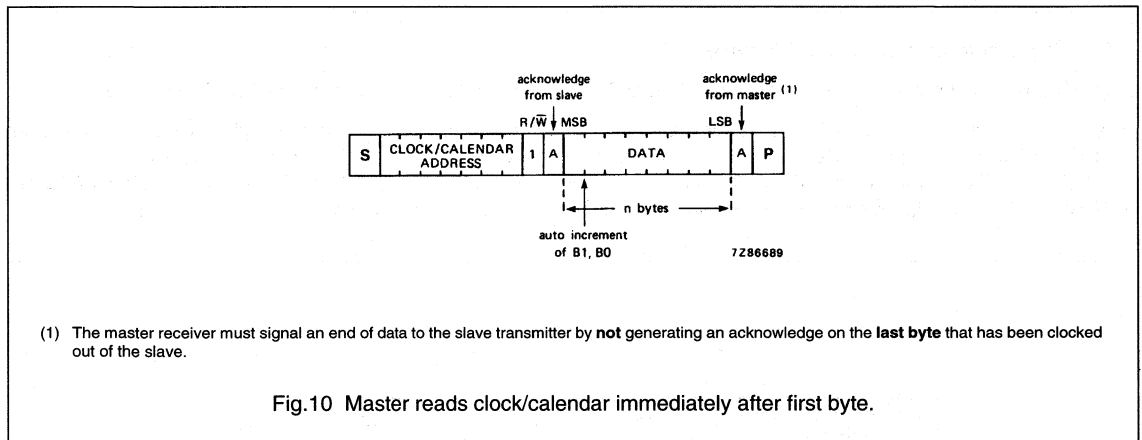 acknowledge from slave
acknowledge from master (1)
R/W̅ MSB LSB
S CLOCK/CALENDAR ADDRESS 1 A DATA A P
n bytes
auto increment of B1, B0
7Z86689
(1) The master receiver must signal an end of data to the slave transmitter by not generating an acknowledge on the last byte that has been clocked
out of the slave.
Fig.10 Master reads clock/calendar immediately after first byte.